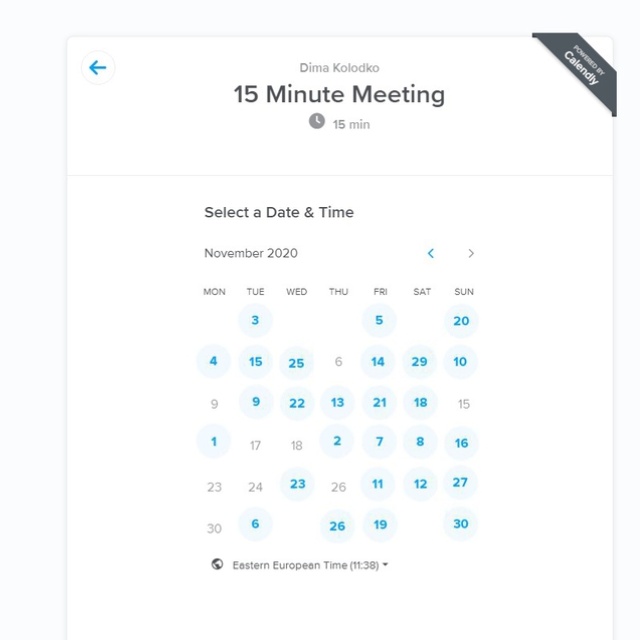 POWERED BY
Calendly
Dima Kolodko
15 Minute Meeting
15 min
Select a Date & Time
November 2020
MON TUE WED THU FRI SAT SUN
3 5 20
4 15 25 6 14 29 10
9 9 22 13 21 18 15
1 17 18 2 7 8 16
23 24 23 26 11 12 27
30 6 26 19 30
Eastern European Time (11:38)